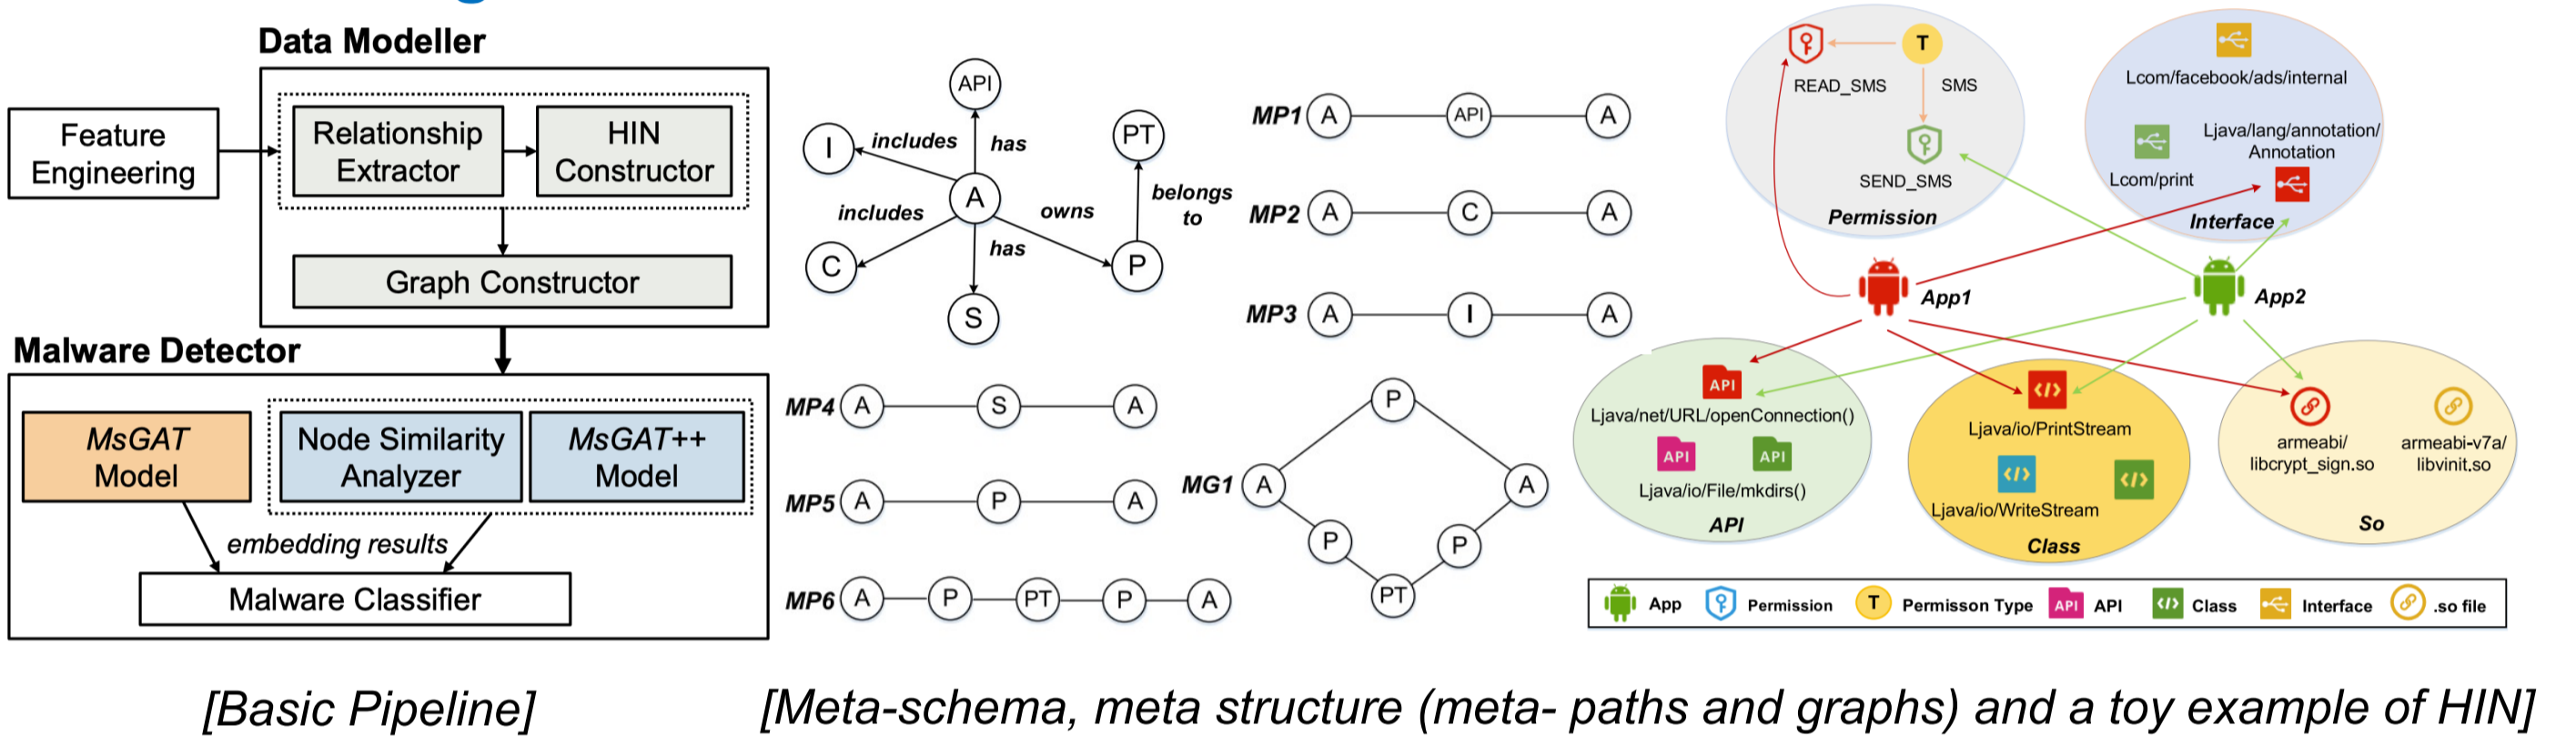 Data Modeller
Feature
Engineering
Relationship
Extractor
HIN
Constructor
Graph Constructor
Malware Detector
MsGAT
Model
Node Similarity
Analyzer
MsGAT++
Model
embedding results
Malware Classifier
API
I
includes
has
PT
A
belongs
to
includes
owns
C
has
P
S
MP1 A API A
MP2 A C A
MP3 A I A
MP4 A S A
MP5 A P A
MP6 A P PT P A
P
MG1 A A
P P
PT
T
READ_SMS SMS
SEND_SMS
Permission
Lcom/facebook/ads/internal
Ljava/lang/annotation/
Annotation
Lcom/print
Interface
App1
App2
API
Ljava/net/URL/openConnection()
API API
Ljava/io/File/mkdirs()
API
</>
Ljava/io/PrintStream
</> </>
Ljava/io/WriteStream
Class
armeabi/
libcrypt_sign.so
armeabi-v7a/
libvinit.so
So
App Permission T Permisson Type API API </> Class Interface .so file
[Basic Pipeline]
[Meta-schema, meta structure (meta- paths and graphs) and a toy example of HIN]